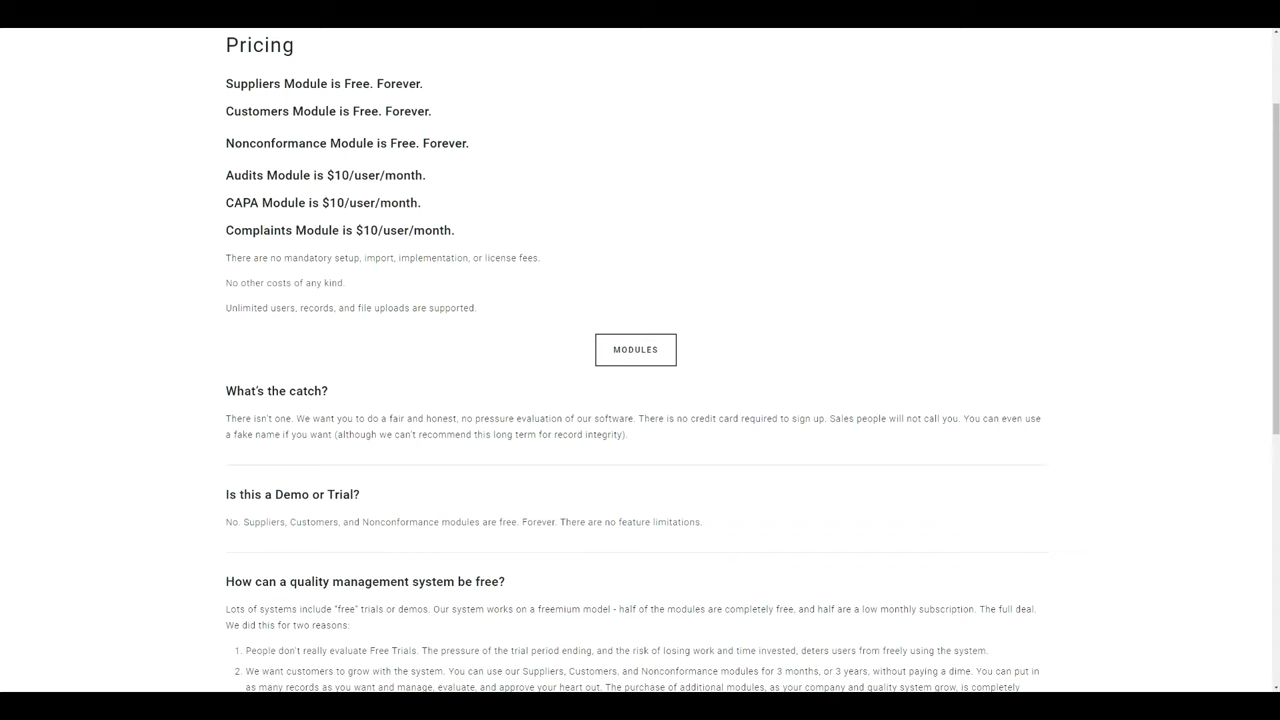 Pricing
Suppliers Module is Free. Forever.
Customers Module is Free. Forever.
Nonconformance Module is Free. Forever.
Audits Module is $10/user/month.
CAPA Module is $10/user/month.
Complaints Module is $10/user/month.
There are no mandatory setup, import, implementation, or license fees.
No other costs of any kind.
Unlimited users, records, and file uploads are supported.
MODULES
What's the catch?
There isn't one. We want you to do a fair and honest, no pressure evaluation of our software. There is no credit card required to sign up. Sales people will not call you. You can even use
a fake name if you want (although we can't recommend this long term for record integrity).
Is this a Demo or Trial?
No. Suppliers, Customers, and Nonconformance modules are free. Forever. There are no feature limitations.
How can a quality management system be free?
Lots of systems include "free" trials or demos. Our system works on a freemium model - half of the modules are completely free, and half are a low monthly subscription. The full deal.
We did this for two reasons:
1. People don't really evaluate Free Trials. The pressure of the trial period ending, and the risk of losing work and time invested, deters users from freely using the system.
2. We want customers to grow with the system. You can use our Suppliers, Customers, and Nonconformance modules for 3 months, or 3 years, without paying a dime. You can put in
as many records as you want and manage, evaluate, and approve your heart out. The purchase of additional modules, as your company and quality system grow, is completely